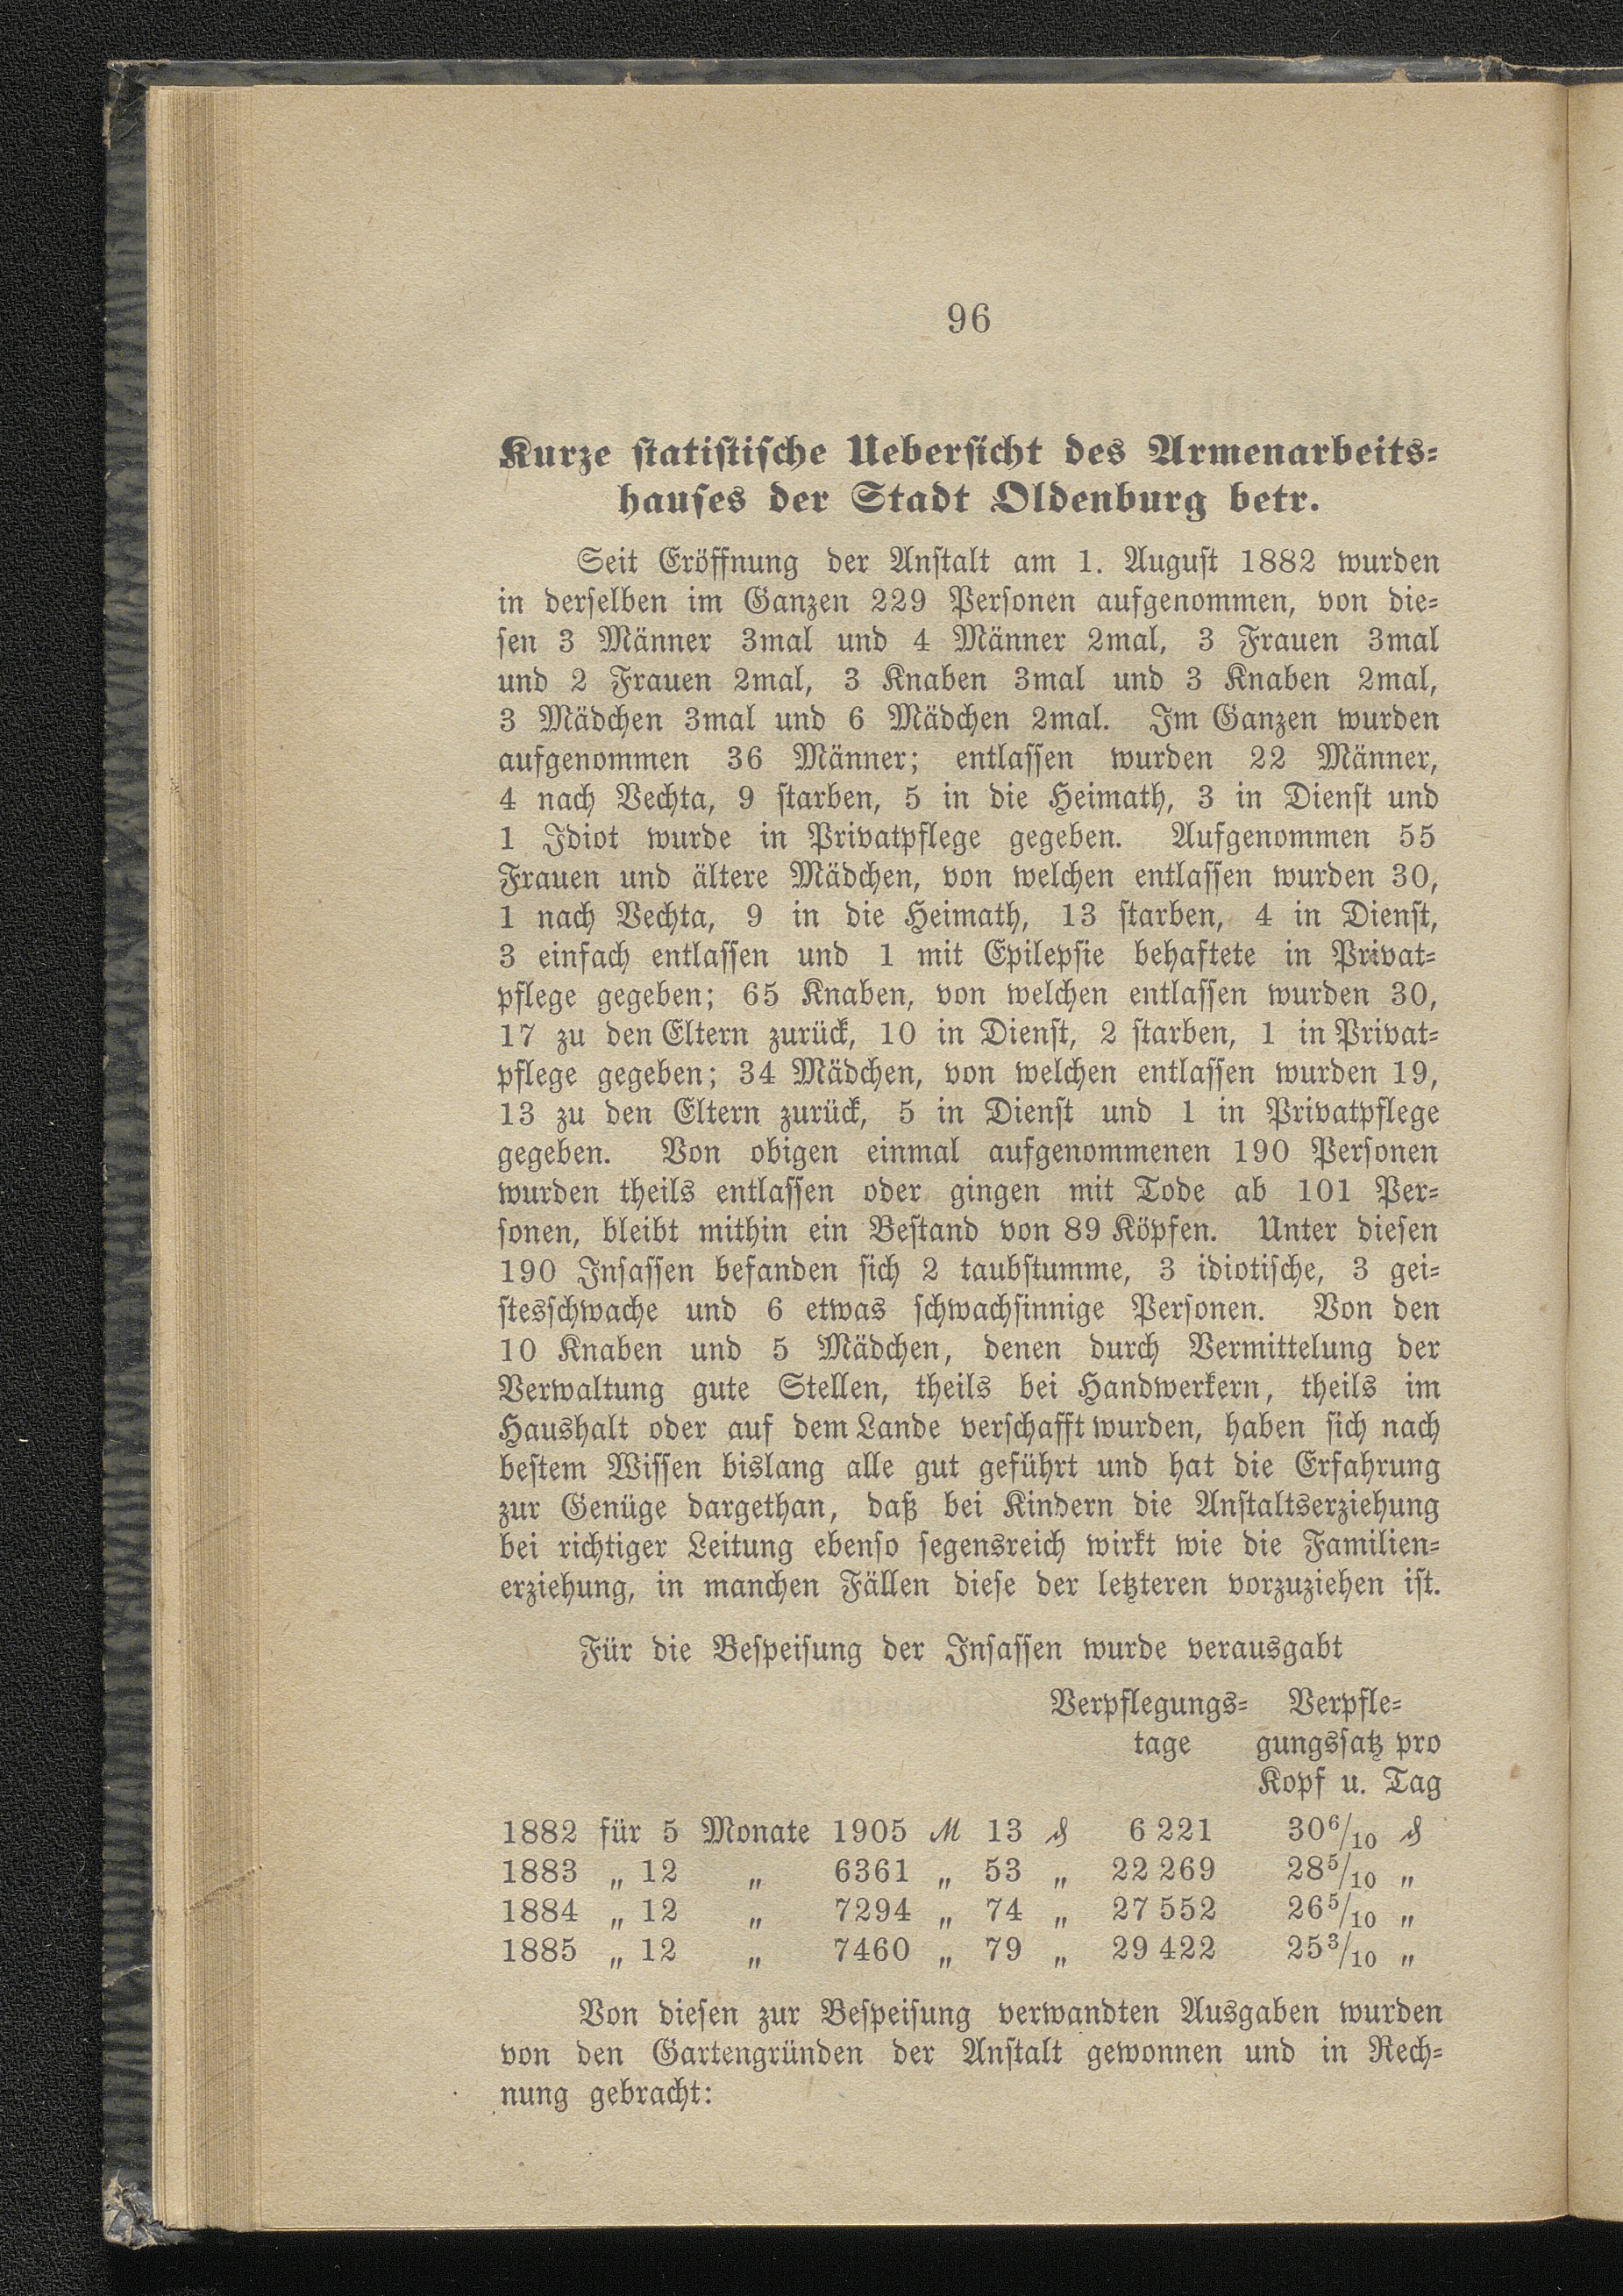 96
Kurze statistische Uebersicht des Armenarbeits-
hauses der Stadt Oldenburg betr.
Seit Eröffnung der Anstalt am 1. August 1882 wurden
in derselben im Ganzen 229 Personen aufgenommen, von die-
sen 3 Männer 3mal und 4 Männer 2mal, 3 Frauen 3mal
und 2 Frauen 2mal, 3 Knaben 3mal und 3 Knaben 2mal,
3 Mädchen 3mal und 6 Mädchen 2mal. Im Ganzen wurden
aufgenommen 36 Männer; entlassen wurden 22 Männer,
4 nach Vechta, 9 starben, 5 in die Heimath, 3 in Dienst und
1 Idiot wurde in Privatpflege gegeben. Aufgenommen 55
Frauen und ältere Mädchen, von welchen entlassen wurden 30,
1 nach Vechta, 9 in die Heimath, 13 starben, 4 in Dienst,
3 einfach entlassen und 1 mit Epilepsie behaftete in Privat-
pflege gegeben; 65 Knaben, von welchen entlassen wurden 30,
17 zu den Eltern zurück, 10 in Dienst, 2 starben, 1 in Privat-
pflege gegeben; 34 Mädchen, von welchen entlassen wurden 19,
13 zu den Eltern zurück, 5 in Dienst und 1 in Privatpflege
gegeben. Von obigen einmal aufgenommenen 190 Personen
wurden theils entlassen oder gingen mit Tode ab 101 Per-
sonen, bleibt mithin ein Bestand von 89 Köpfen. Unter diesen
190 Insassen befanden sich 2 taubstumme, 3 idiotische, 3 gei-
stesschwache und 6 etwas schwachsinnige Personen. Von den
10 Knaben und 5 Mädchen, denen durch Vermittelung der
Verwaltung gute Stellen, theils bei Handwerkern, theils im
Haushalt oder auf dem Lande verschafft wurden, haben sich nach
bestem Wissen bislang alle gut geführt und hat die Erfahrung
zur Genüge dargethan, daß bei Kindern die Anstaltserziehung
bei richtiger Leitung ebenso segensreich wirkt wie die Familien-
erziehung, in manchen Fällen diese der letzteren vorzuziehen ist.
Für die Bespeisung der Insassen wurde verausgabt
Verpflegungs- Verpfle-
tage gungssatz pro
Kopf u. Tag
1882 für 5 Monate 1905 ℳ 13 ₰ 6 221 30 6/10 ₰
1883 „ 12 „ 6361 „ 53 „ 22 269 28 5/10 „
1884 „ 12 „ 7294 „ 74 „ 27 552 26 5/10 „
1885 „ 12 „ 7460 „ 79 „ 29 422 25 3/10 „
Von diesen zur Bespeisung verwandten Ausgaben wurden
von den Gartengründen der Anstalt gewonnen und in Rech-
nung gebracht: